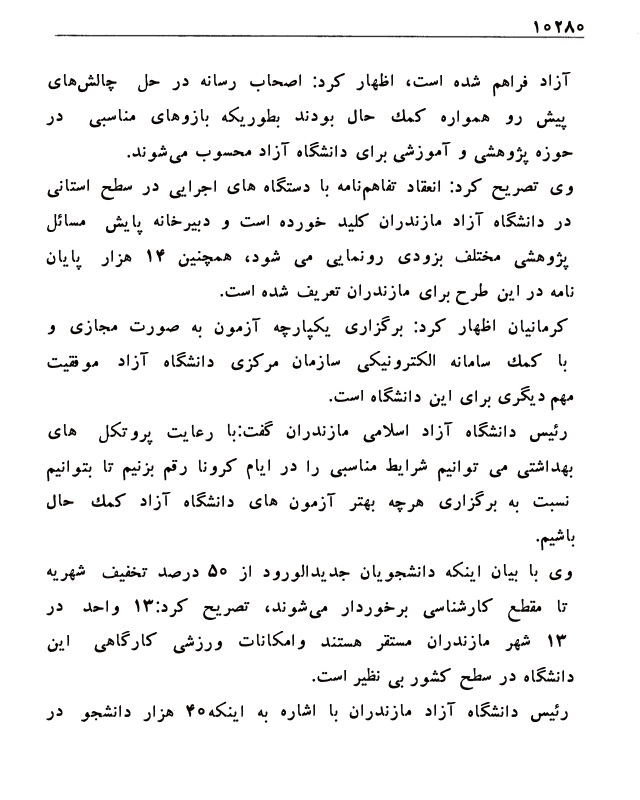 ۱۰۲۸۰
آزاد فراهم شده است، اظهار کرد: اصحاب رسانه در حل چالش‌های
پیش رو همواره کمك حال بودند بطوریکه بازوهای مناسبی در
حوزه پژوهشی و آموزشی برای دانشگاه آزاد محسوب می‌شوند.
وی تصریح کرد: انعقاد تفاهم‌نامه با دستگاه های اجرایی در سطح استانی
در دانشگاه آزاد مازندران کلید خورده است و دبیرخانه پایش مسائل
پژوهشی مختلف بزودی رونمایی می شود، همچنین ۱۴ هزار پایان
نامه در این طرح برای مازندران تعریف شده است.
کرمانیان اظهار کرد: برگزاری یکپارچه آزمون به صورت مجازی و
با کمك سامانه الکترونیکی سازمان مرکزی دانشگاه آزاد موفقیت
مهم دیگری برای این دانشگاه است.
رئیس دانشگاه آزاد اسلامی مازندران گفت:با رعایت پروتکل های
بهداشتی می توانیم شرایط مناسبی را در ایام کرونا رقم بزنیم تا بتوانیم
نسبت به برگزاری هرچه بهتر آزمون های دانشگاه آزاد کمك حال
باشیم.
وی با بیان اینکه دانشجویان جدیدالورود از ۵۰ درصد تخفیف شهریه
تا مقطع کارشناسی برخوردار می‌شوند، تصریح کرد:۱۳ واحد در
۱۳ شهر مازندران مستقر هستند وامکانات ورزشی کارگاهی این
دانشگاه در سطح کشور بی نظیر است.
رئیس دانشگاه آزاد مازندران با اشاره به اینکه۴۰ هزار دانشجو در